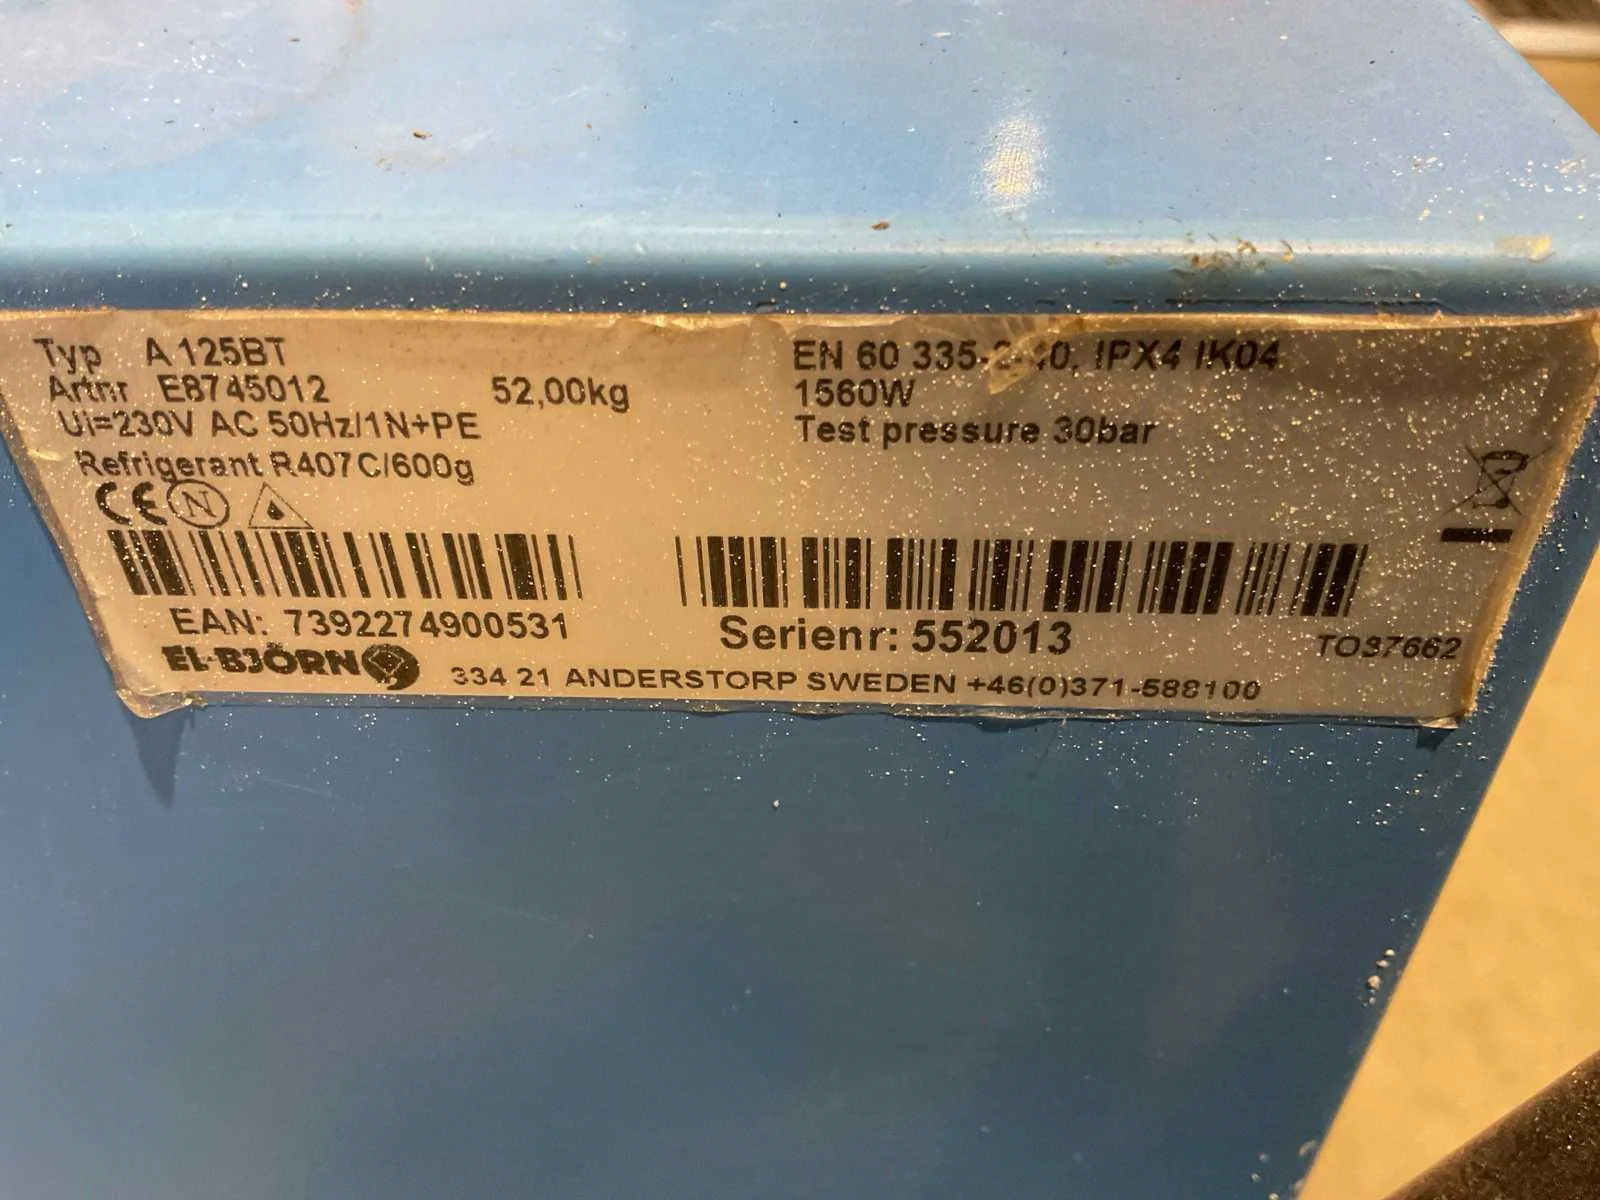 Typ A 125BT
Artnr E8745012 52,00kg
Ui=230V AC 50Hz/1N+PE
Refrigerant R407C/600g
EN 60 335-2-40, IPX4 IK04
1560W
Test pressure 30bar
CE N
EAN: 7392274900531
Serienr: 552013
TO37662
EL-BJÖRN
334 21 ANDERSTORP SWEDEN +46(0)371-588100